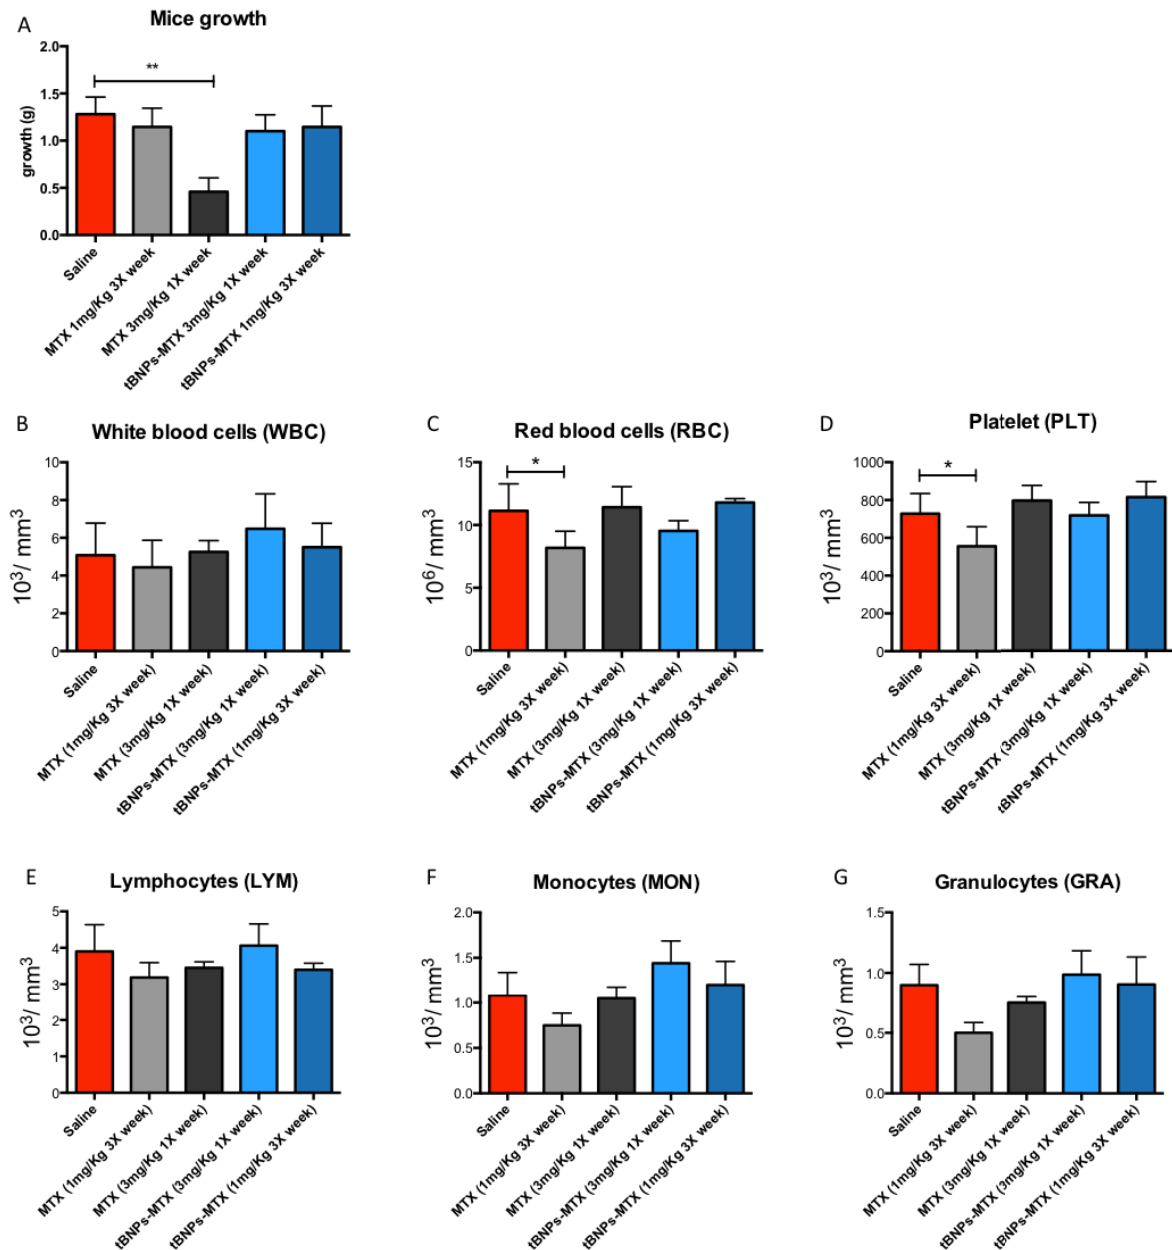 A
Mice growth
2.0
1.5
1.0
0.5
0.0
growth (g)
**
Saline
MTX 1mg/Kg 3X week
MTX 3mg/Kg 1X week
tBNPs-MTX 3mg/Kg 1X week
tBNPs-MTX 1mg/Kg 3X week
B
White blood cells (WBC)
10
8
6
4
2
0
10³/ mm³
Saline
MTX (1mg/Kg 3X week)
MTX (3mg/Kg 1X week)
tBNPs-MTX (3mg/Kg 1X week)
tBNPs-MTX (1mg/Kg 3X week)
C
Red blood cells (RBC)
15
10
5
0
10⁶/ mm³
*
Saline
MTX (1mg/Kg 3X week)
MTX (3mg/Kg 1X week)
tBNPs-MTX (3mg/Kg 1X week)
tBNPs-MTX (1mg/Kg 3X week)
D
Platelet (PLT)
1000
800
600
400
200
0
10³/ mm³
*
Saline
MTX (1mg/Kg 3X week)
MTX (3mg/Kg 1X week)
tBNPs-MTX (3mg/Kg 1X week)
tBNPs-MTX (1mg/Kg 3X week)
E
Lymphocytes (LYM)
5
4
3
2
1
0
10³/ mm³
Saline
MTX (1mg/Kg 3X week)
MTX (3mg/Kg 1X week)
tBNPs-MTX (3mg/Kg 1X week)
tBNPs-MTX (1mg/Kg 3X week)
F
Monocytes (MON)
2.0
1.5
1.0
0.5
0.0
10³/ mm³
Saline
MTX (1mg/Kg 3X week)
MTX (3mg/Kg 1X week)
tBNPs-MTX (3mg/Kg 1X week)
tBNPs-MTX (1mg/Kg 3X week)
G
Granulocytes (GRA)
1.5
1.0
0.5
0.0
10³/ mm³
Saline
MTX (1mg/Kg 3X week)
MTX (3mg/Kg 1X week)
tBNPs-MTX (3mg/Kg 1X week)
tBNPs-MTX (1mg/Kg 3X week)